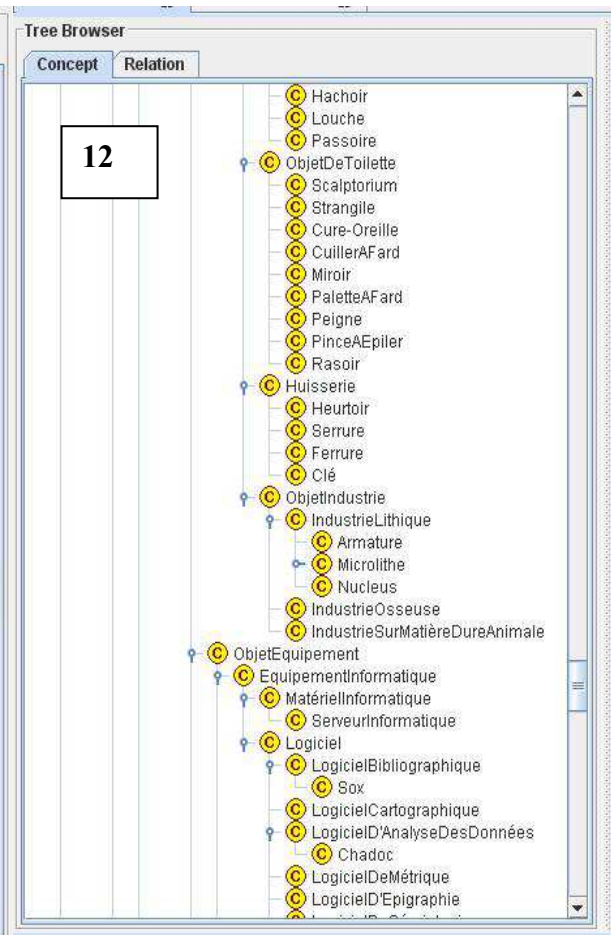 Tree Browser
Concept Relation
12
C Hachoir
C Louche
C Passoire
C ObjetDeToilette
C Scalptorium
C Strangile
C Cure-Oreille
C CuillerAFard
C Miroir
C PaletteAFard
C Peigne
C PinceAEpiler
C Rasoir
C Huisserie
C Heurtoir
C Serrure
C Ferrure
C Clé
C ObjetIndustrie
C IndustrieLithique
C Armature
C Microlithe
C Nucleus
C IndustrieOsseuse
C IndustrieSurMatièreDureAnimale
C ObjetEquipement
C EquipementInformatique
C MatérielInformatique
C ServeurInformatique
C Logiciel
C LogicielBibliographique
C Sox
C LogicielCartographique
C LogicielD'AnalyseDesDonnées
C Chadoc
C LogicielDeMétrique
C LogicielD'Epigraphie